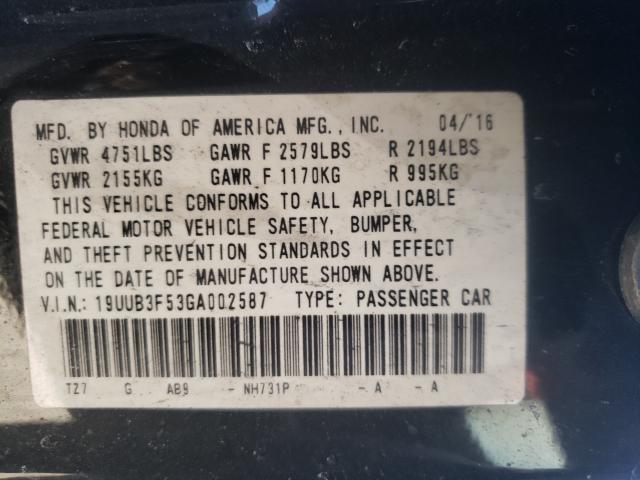 MFD. BY HONDA OF AMERICA MFG., INC. 04/16
GVWR 4751LBS GAWR F 2579LBS R 2194LBS
GVWR 2155KG GAWR F 1170KG R 995KG
THIS VEHICLE CONFORMS TO ALL APPLICABLE
FEDERAL MOTOR VEHICLE SAFETY, BUMPER,
AND THEFT PREVENTION STANDARDS IN EFFECT
ON THE DATE OF MANUFACTURE SHOWN ABOVE.
V.I.N.: 19UUB3F53GA002587 TYPE: PASSENGER CAR
TZ7 G AB9 - NH731P - A - A